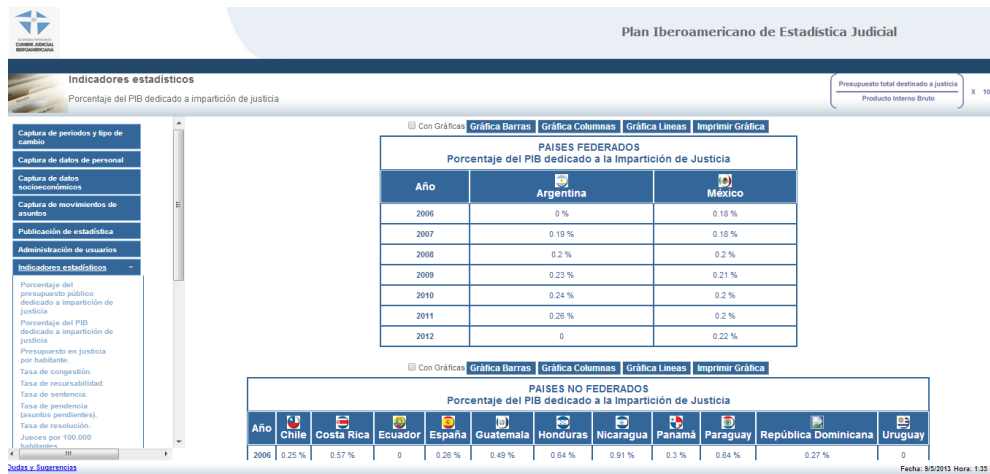 CUMBRE JUDICIAL
IBEROAMERICANA
Plan Iberoamericano de Estadística Judicial
Indicadores estadísticos
Porcentaje del PIB dedicado a impartición de justicia
Presupuesto total destinado a justicia
Producto Interno Bruto
X 10
Captura de periodos y tipo de
cambio
Captura de datos de personal
Captura de datos
socioeconómicos
Captura de movimientos de
asuntos
Publicación de estadística
Administración de usuarios
Indicadores estadísticos −
Porcentaje del
presupuesto público
dedicado a impartición de
justicia
Porcentaje del PIB
dedicado a impartición de
justicia
Presupuesto en justicia
por habitante.
Tasa de congestión.
Tasa de recursabilidad.
Tasa de sentencia.
Tasa de pendencia
(asuntos pendientes).
Tasa de resolución.
Jueces por 100.000
habitantes
Con Gráficas Gráfica Barras Gráfica Columnas Gráfica Lineas Imprimir Gráfica
PAISES FEDERADOS
Porcentaje del PIB dedicado a la Impartición de Justicia
Año Argentina México
2006 0 % 0.18 %
2007 0.19 % 0.18 %
2008 0.2 % 0.2 %
2009 0.23 % 0.21 %
2010 0.24 % 0.2 %
2011 0.26 % 0.2 %
2012 0 0.22 %
Con Gráficas Gráfica Barras Gráfica Columnas Gráfica Lineas Imprimir Gráfica
PAISES NO FEDERADOS
Porcentaje del PIB dedicado a la Impartición de Justicia
Año Chile Costa Rica Ecuador España Guatemala Honduras Nicaragua Panamá Paraguay República Dominicana Uruguay
2006 0.25 % 0.57 % 0 0.26 % 0.49 % 0.64 % 0.91 % 0.3 % 0.64 % 0.27 % 0
Dudas y Sugerencias
Fecha: 9/5/2013 Hora: 1:35